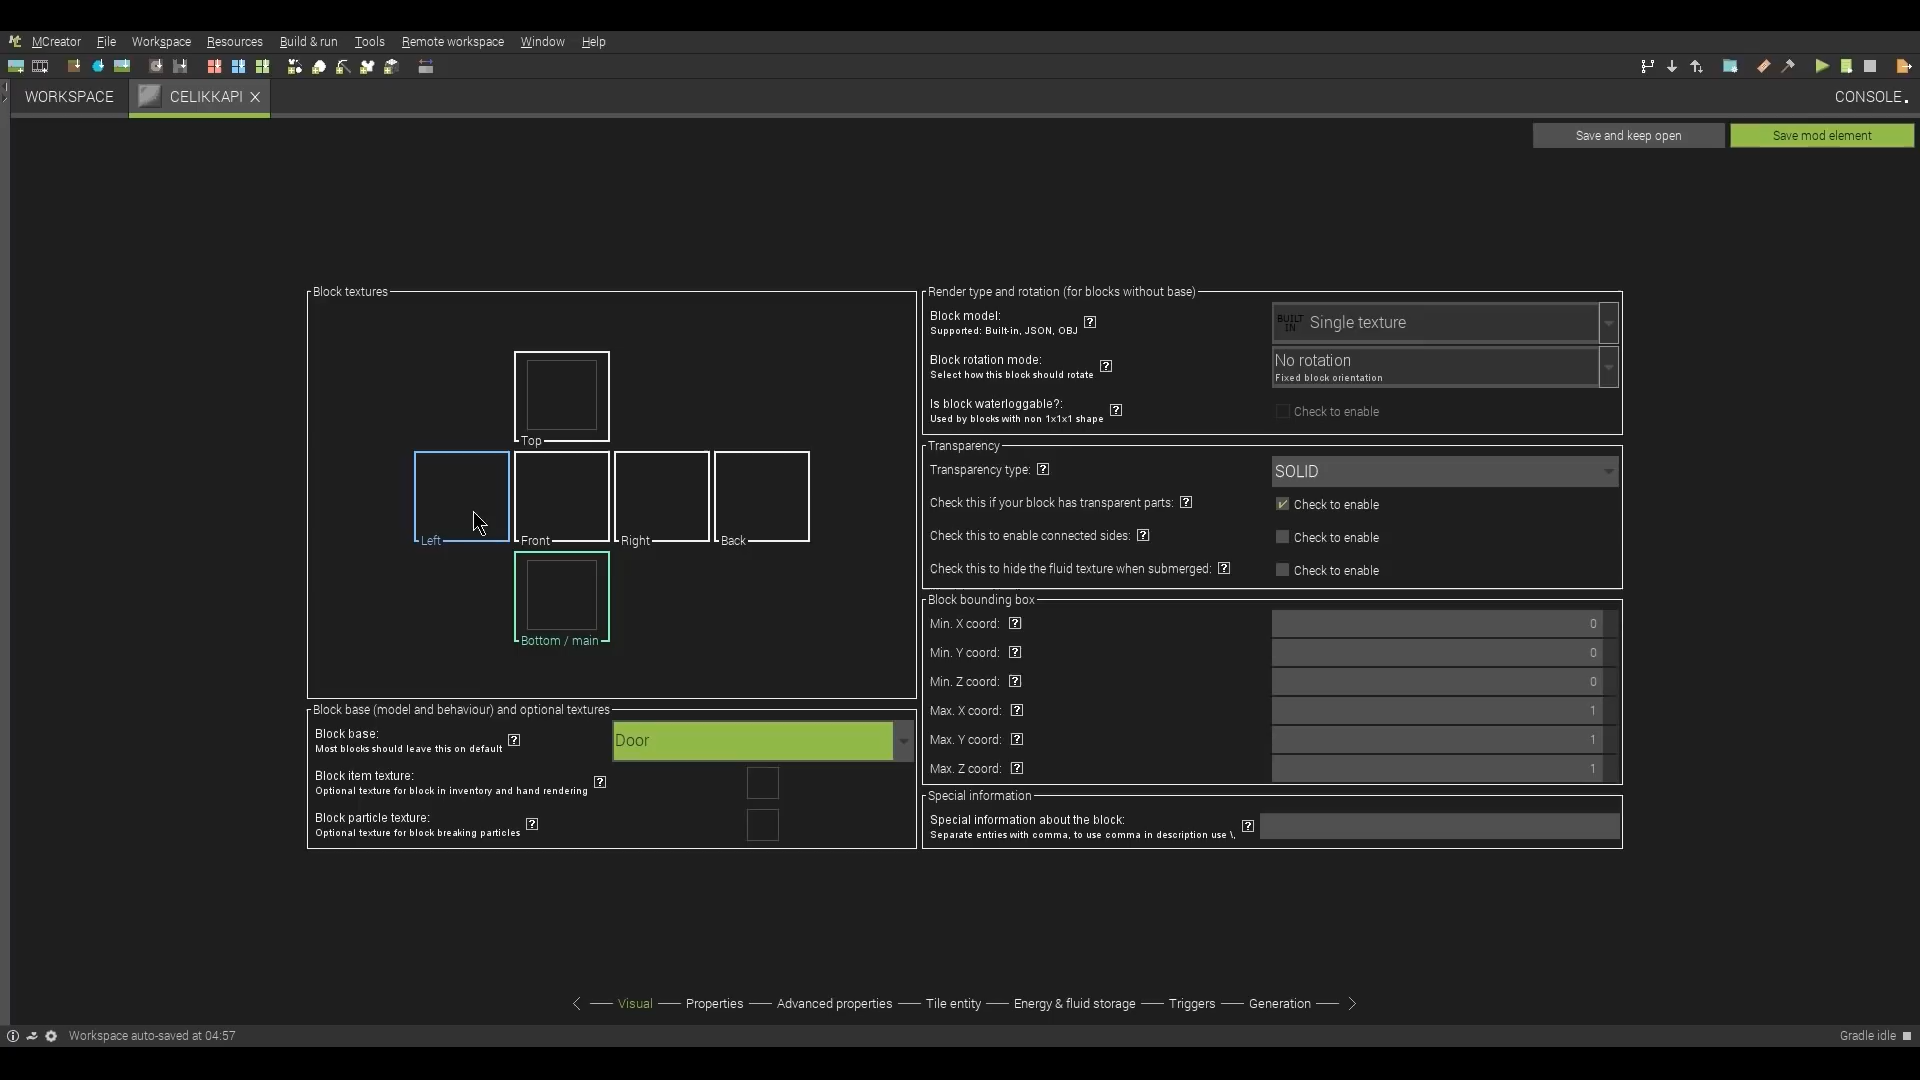 MCreator File Workspace Resources Build & run Tools Remote workspace Window Help
WORKSPACE CELIKKAPI CONSOLE
Save and keep open Save mod element
Block textures
Top
Left Front Right Back
Bottom / main
Block base (model and behaviour) and optional textures
Block base:
Most blocks should leave this on default
Door
Block item texture:
Optional texture for block in inventory and hand rendering
Block particle texture:
Optional texture for block breaking particles
Render type and rotation (for blocks without base)
Block model:
Supported: Built-in, JSON, OBJ
BUILT
IN
Single texture
Block rotation mode:
Select how this block should rotate
No rotation
Fixed block orientation
Is block waterloggable?:
Used by blocks with non 1x1x1 shape
Check to enable
Transparency
Transparency type: SOLID
Check this if your block has transparent parts: Check to enable
Check this to enable connected sides: Check to enable
Check this to hide the fluid texture when submerged: Check to enable
Block bounding box
Min. X coord: 0
Min. Y coord: 0
Min. Z coord: 0
Max. X coord: 1
Max. Y coord: 1
Max. Z coord: 1
Special information
Special information about the block:
Separate entries with comma, to use comma in description use \,
Visual Properties Advanced properties Tile entity Energy & fluid storage Triggers Generation
Workspace auto-saved at 04:57 Gradle idle